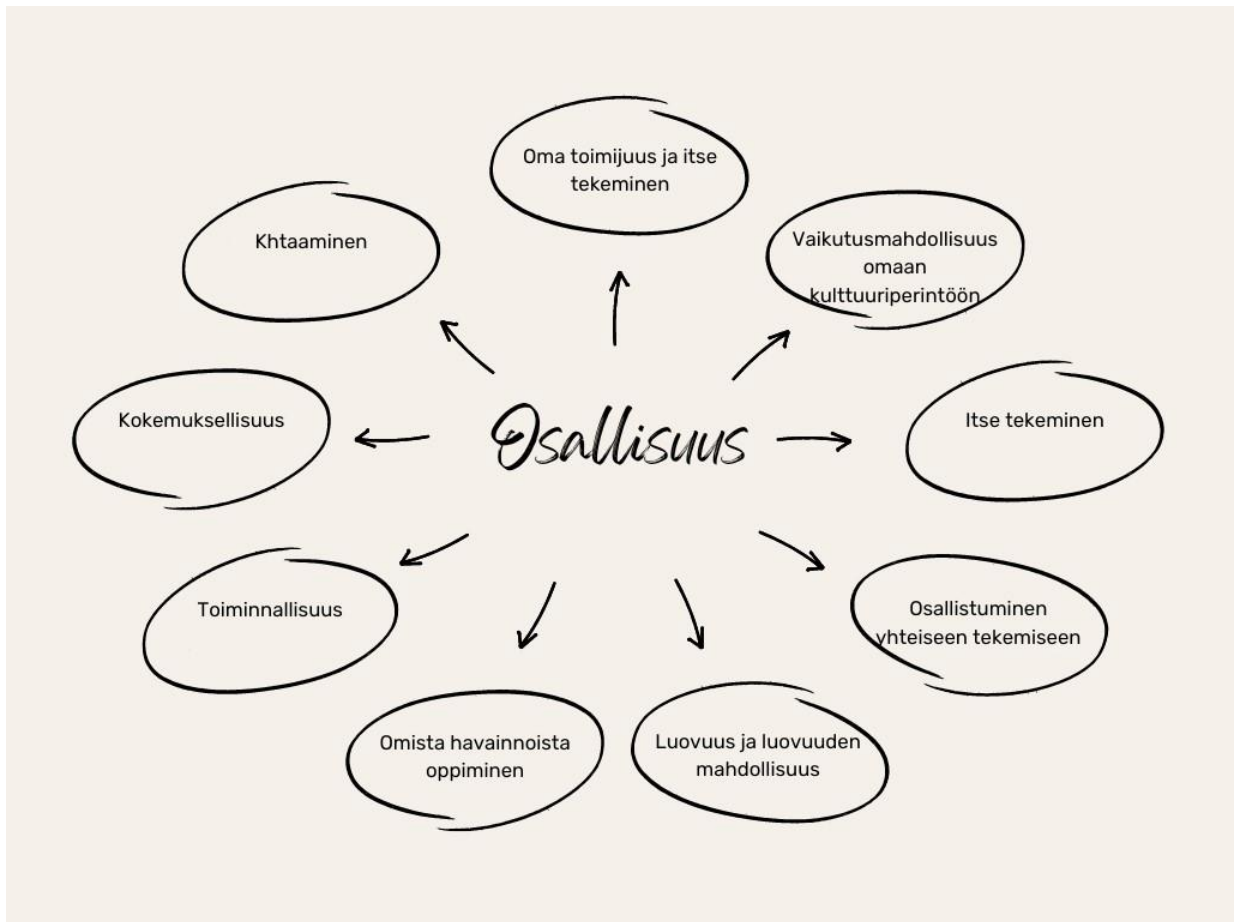 Oma toimijuus ja itse
tekeminen
Khtaaminen
Vaikutusmahdollisuus
omaan
kulttuuriperintöön
Kokemuksellisuus
Osallisuus
Itse tekeminen
Toiminnallisuus
Osallistuminen
yhteiseen tekemiseen
Omista havainnoista
oppiminen
Luovuus ja luovuuden
mahdollisuus